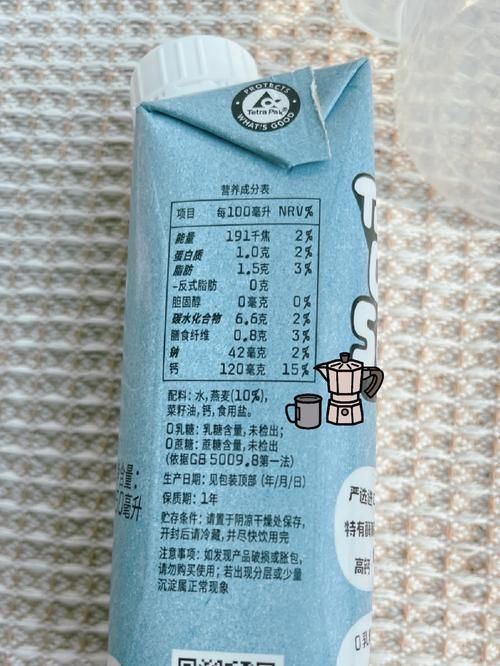 PROTECTS
Tetra Pak
WHAT'S GOOD
营养成分表
项目 每100毫升 NRV%
能量 191千焦 2%
蛋白质 1.0克 2%
脂肪 1.5克 3%
-反式脂肪 0克
胆固醇 0毫克 0%
碳水化合物 6.6克 2%
膳食纤维 0.8克 3%
钠 42毫克 2%
钙 120毫克 15%
配料: 水, 燕麦(10%),
菜籽油, 钙, 食用盐。
0乳糖: 乳糖含量, 未检出;
0蔗糖: 蔗糖含量, 未检出
(依据GB 5009.8第一法)
生产日期: 见包装顶部 (年/月/日)
保质期: 1年
贮存条件: 请置于阴凉干燥处保存,
开封后请冷藏, 并尽快饮用完
注意事项: 如发现产品破损或胀包,
请勿购买使用; 若出现分层或少量
沉淀属正常现象
含量:
0毫升
严选进
特有酶
高钙
0乳